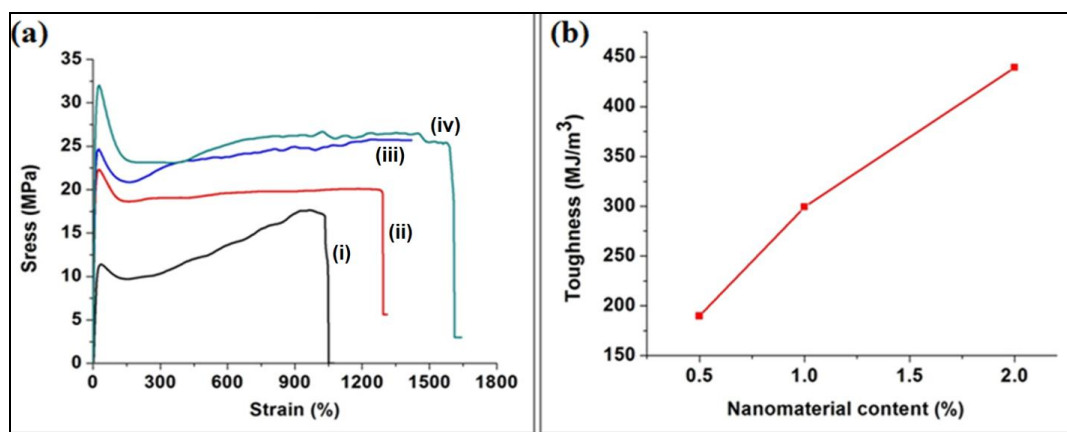 (a)
35
30
25
20
15
10
5
0
Sress (MPa)
0 300 600 900 1200 1500 1800
Strain (%)
(i)
(ii)
(iii)
(iv)
(b)
450
400
350
300
250
200
150
Toughness (MJ/m³)
0.5 1.0 1.5 2.0
Nanomaterial content (%)